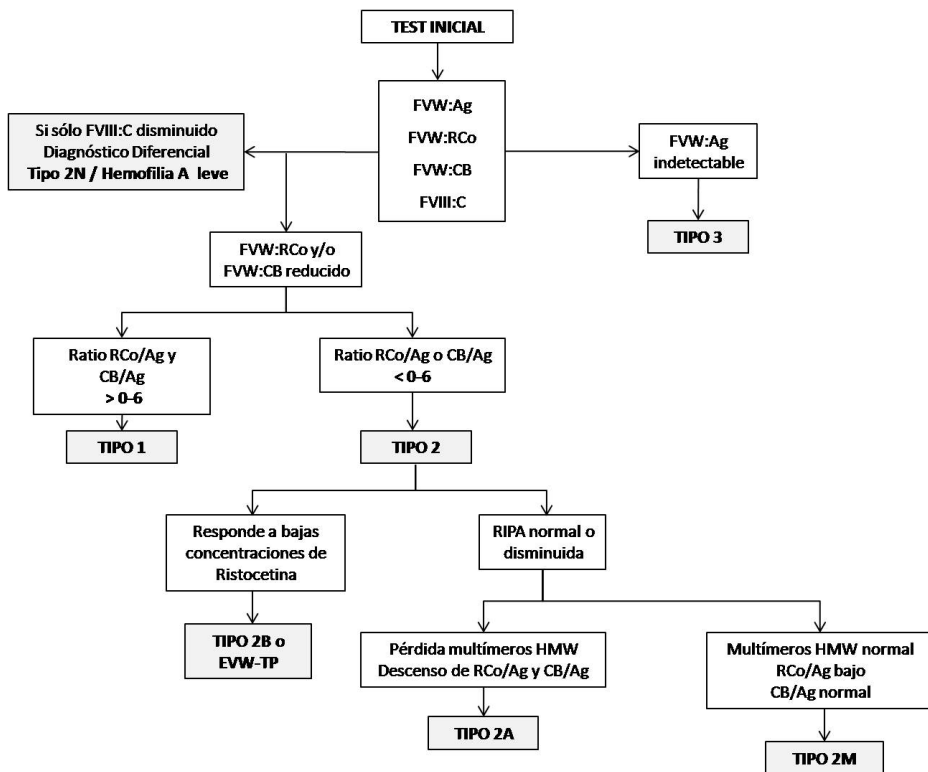 TEST INICIAL
FVW:Ag
FVW:RCo
FVW:CB
FVIII:C
Si sólo FVIII:C disminuido
Diagnóstico Diferencial
Tipo 2N / Hemofilia A leve
FVW:Ag
indetectable
TIPO 3
FVW:RCo y/o
FVW:CB reducido
Ratio RCo/Ag y
CB/Ag
> 0-6
Ratio RCo/Ag o CB/Ag
< 0-6
TIPO 1
TIPO 2
Responde a bajas
concentraciones de
Ristocetina
RIPA normal o
disminuida
TIPO 2B o
EVW-TP
Pérdida multímeros HMW
Descenso de RCo/Ag y CB/Ag
Multímeros HMW normal
RCo/Ag bajo
CB/Ag normal
TIPO 2A
TIPO 2M